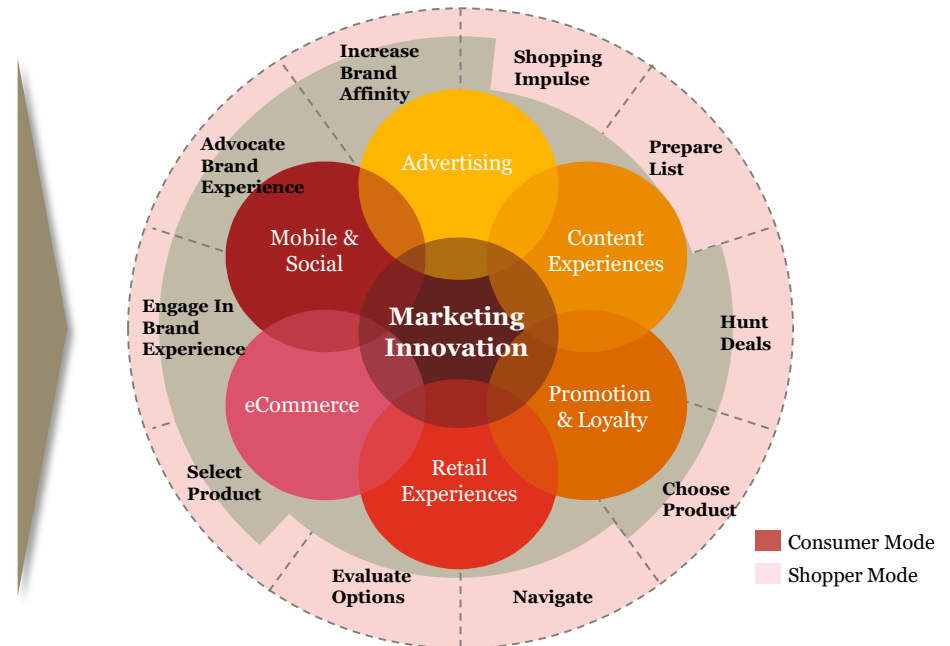 Increase
Brand
Affinity
Shopping
Impulse
Advocate
Brand
Experience
Prepare
List
Advertising
Mobile &
Social
Content
Experiences
Engage In
Brand
Experience
Marketing
Innovation
Hunt
Deals
eCommerce
Promotion
& Loyalty
Select
Product
Retail
Experiences
Choose
Product
Evaluate
Options
Navigate
Consumer Mode
Shopper Mode